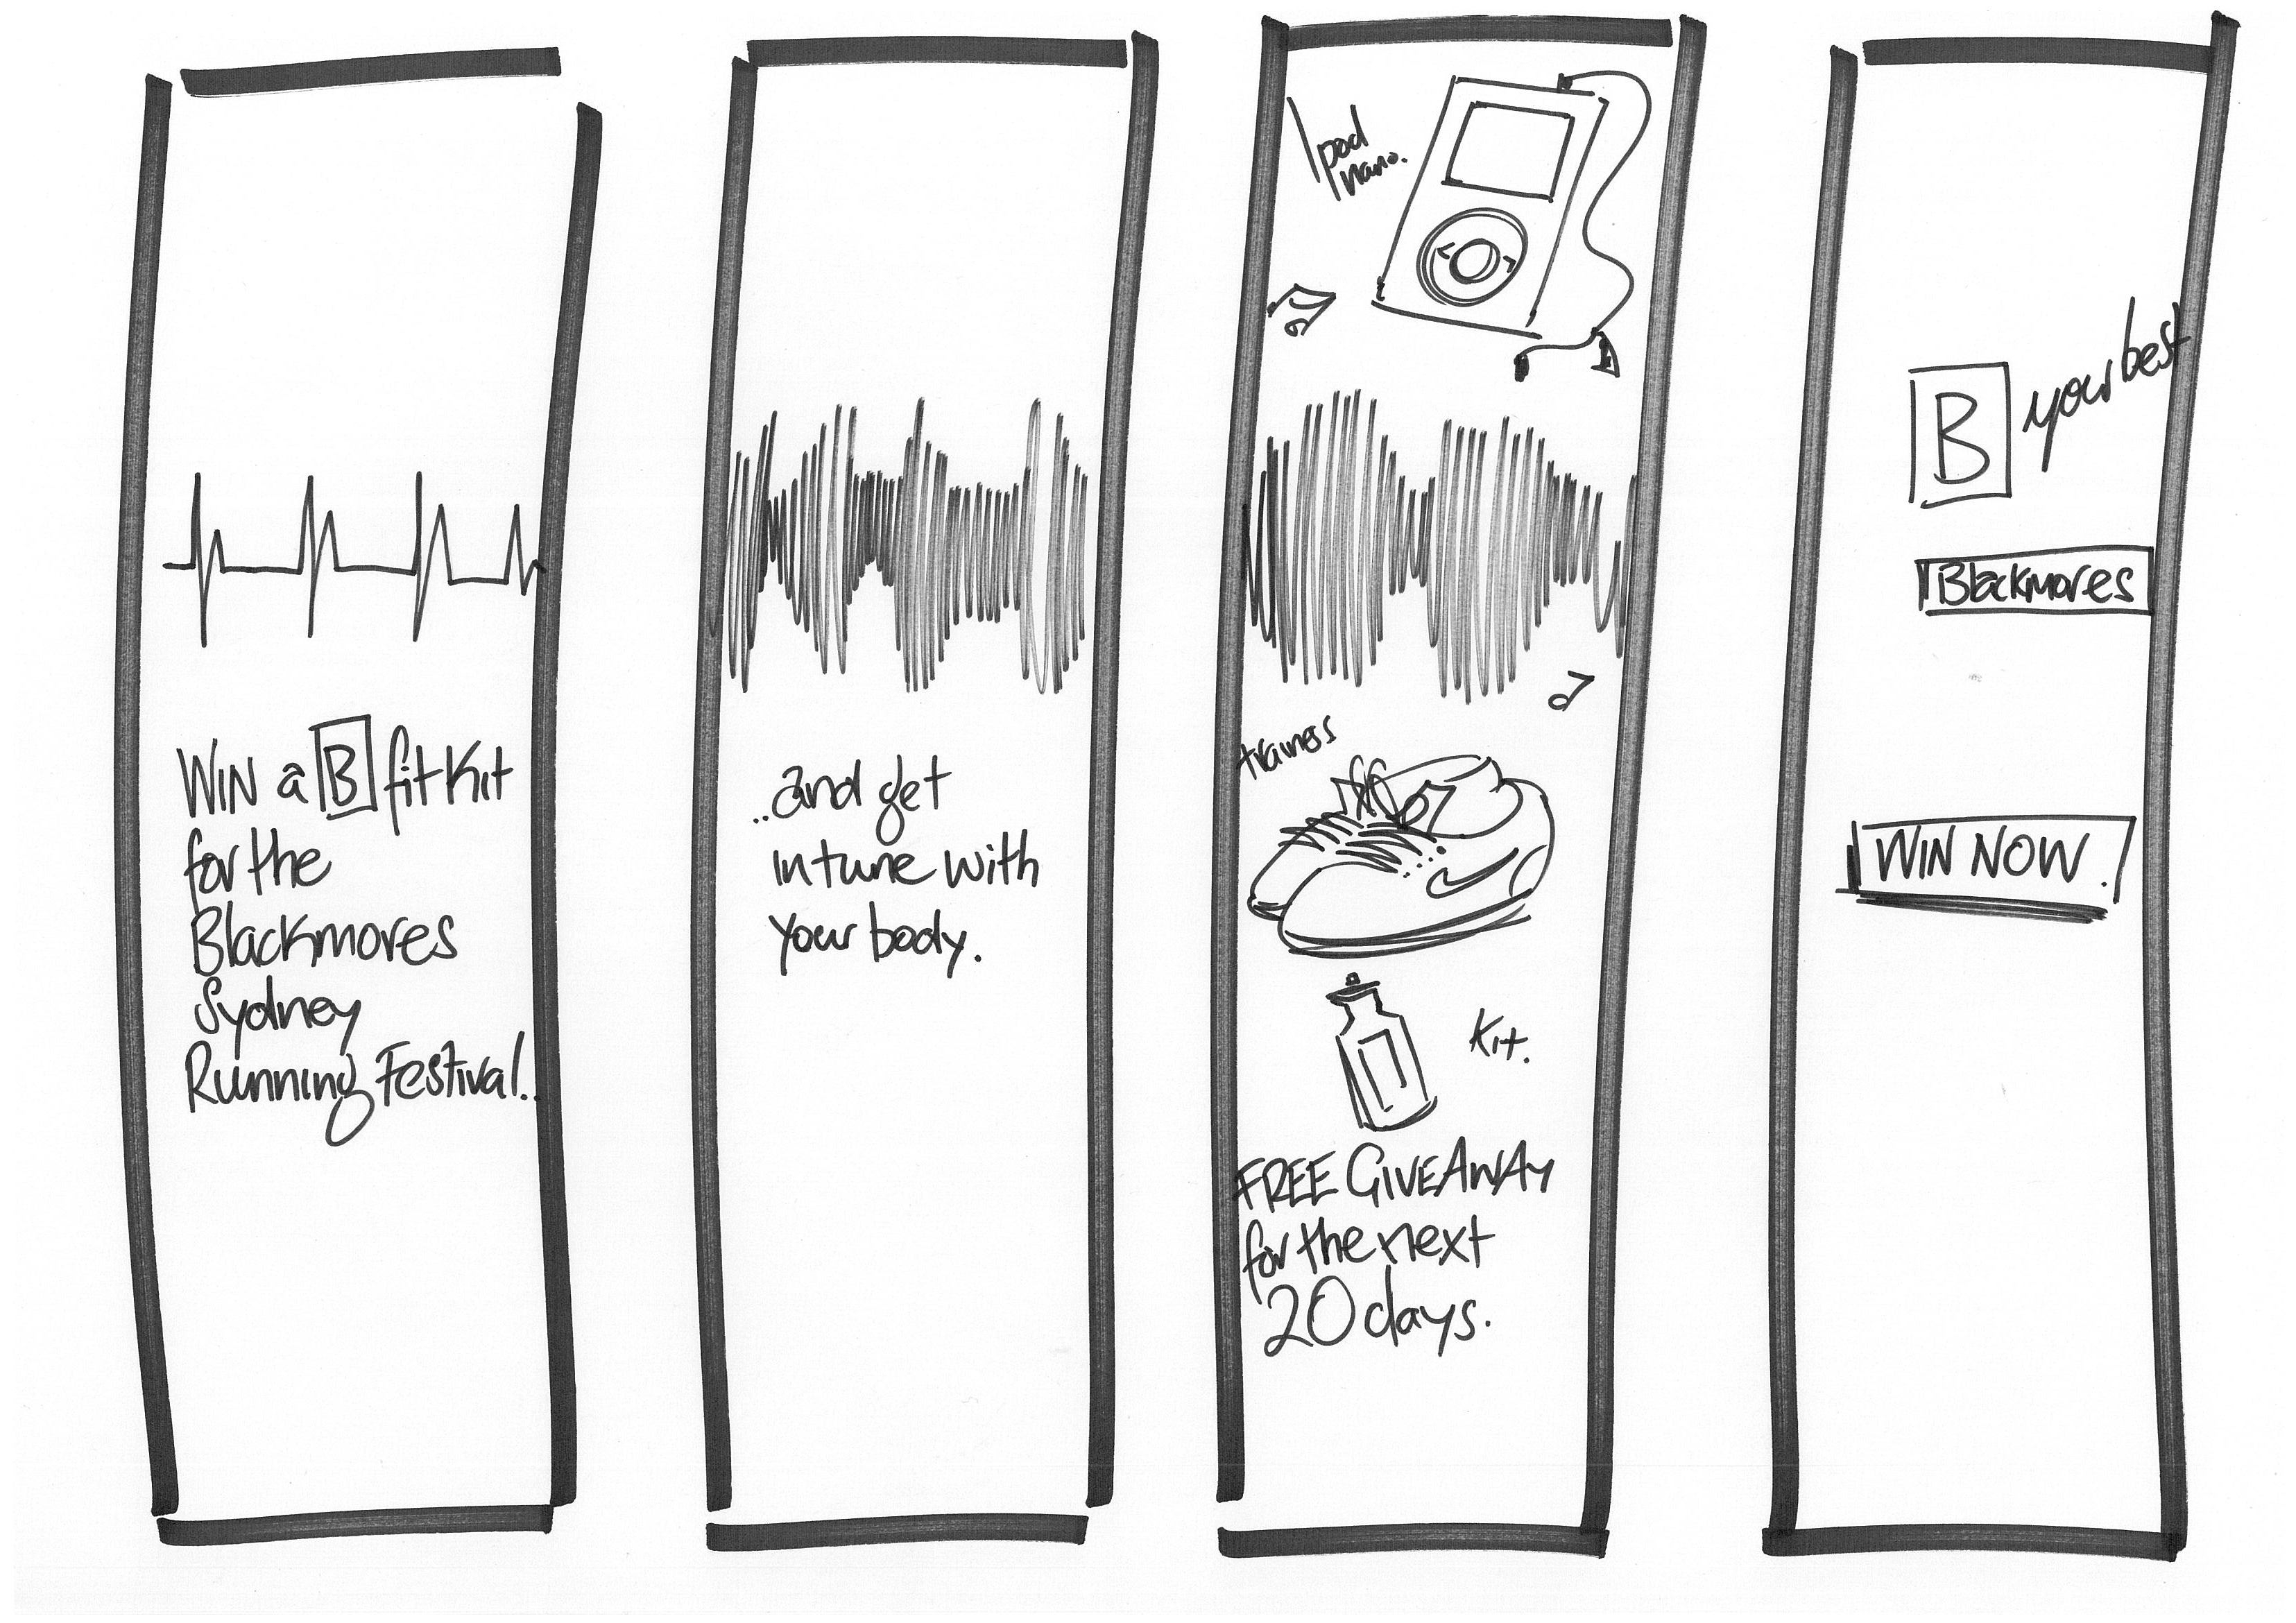 WIN a B fit Kit
for the
Blackmores
Sydney
Running Festival..
..and get
in tune with
your body.
Ipod
nano.
trainers
Kit.
FREE GIVEAWAY
for the next
20 days.
B your best
Blackmores
WIN NOW.